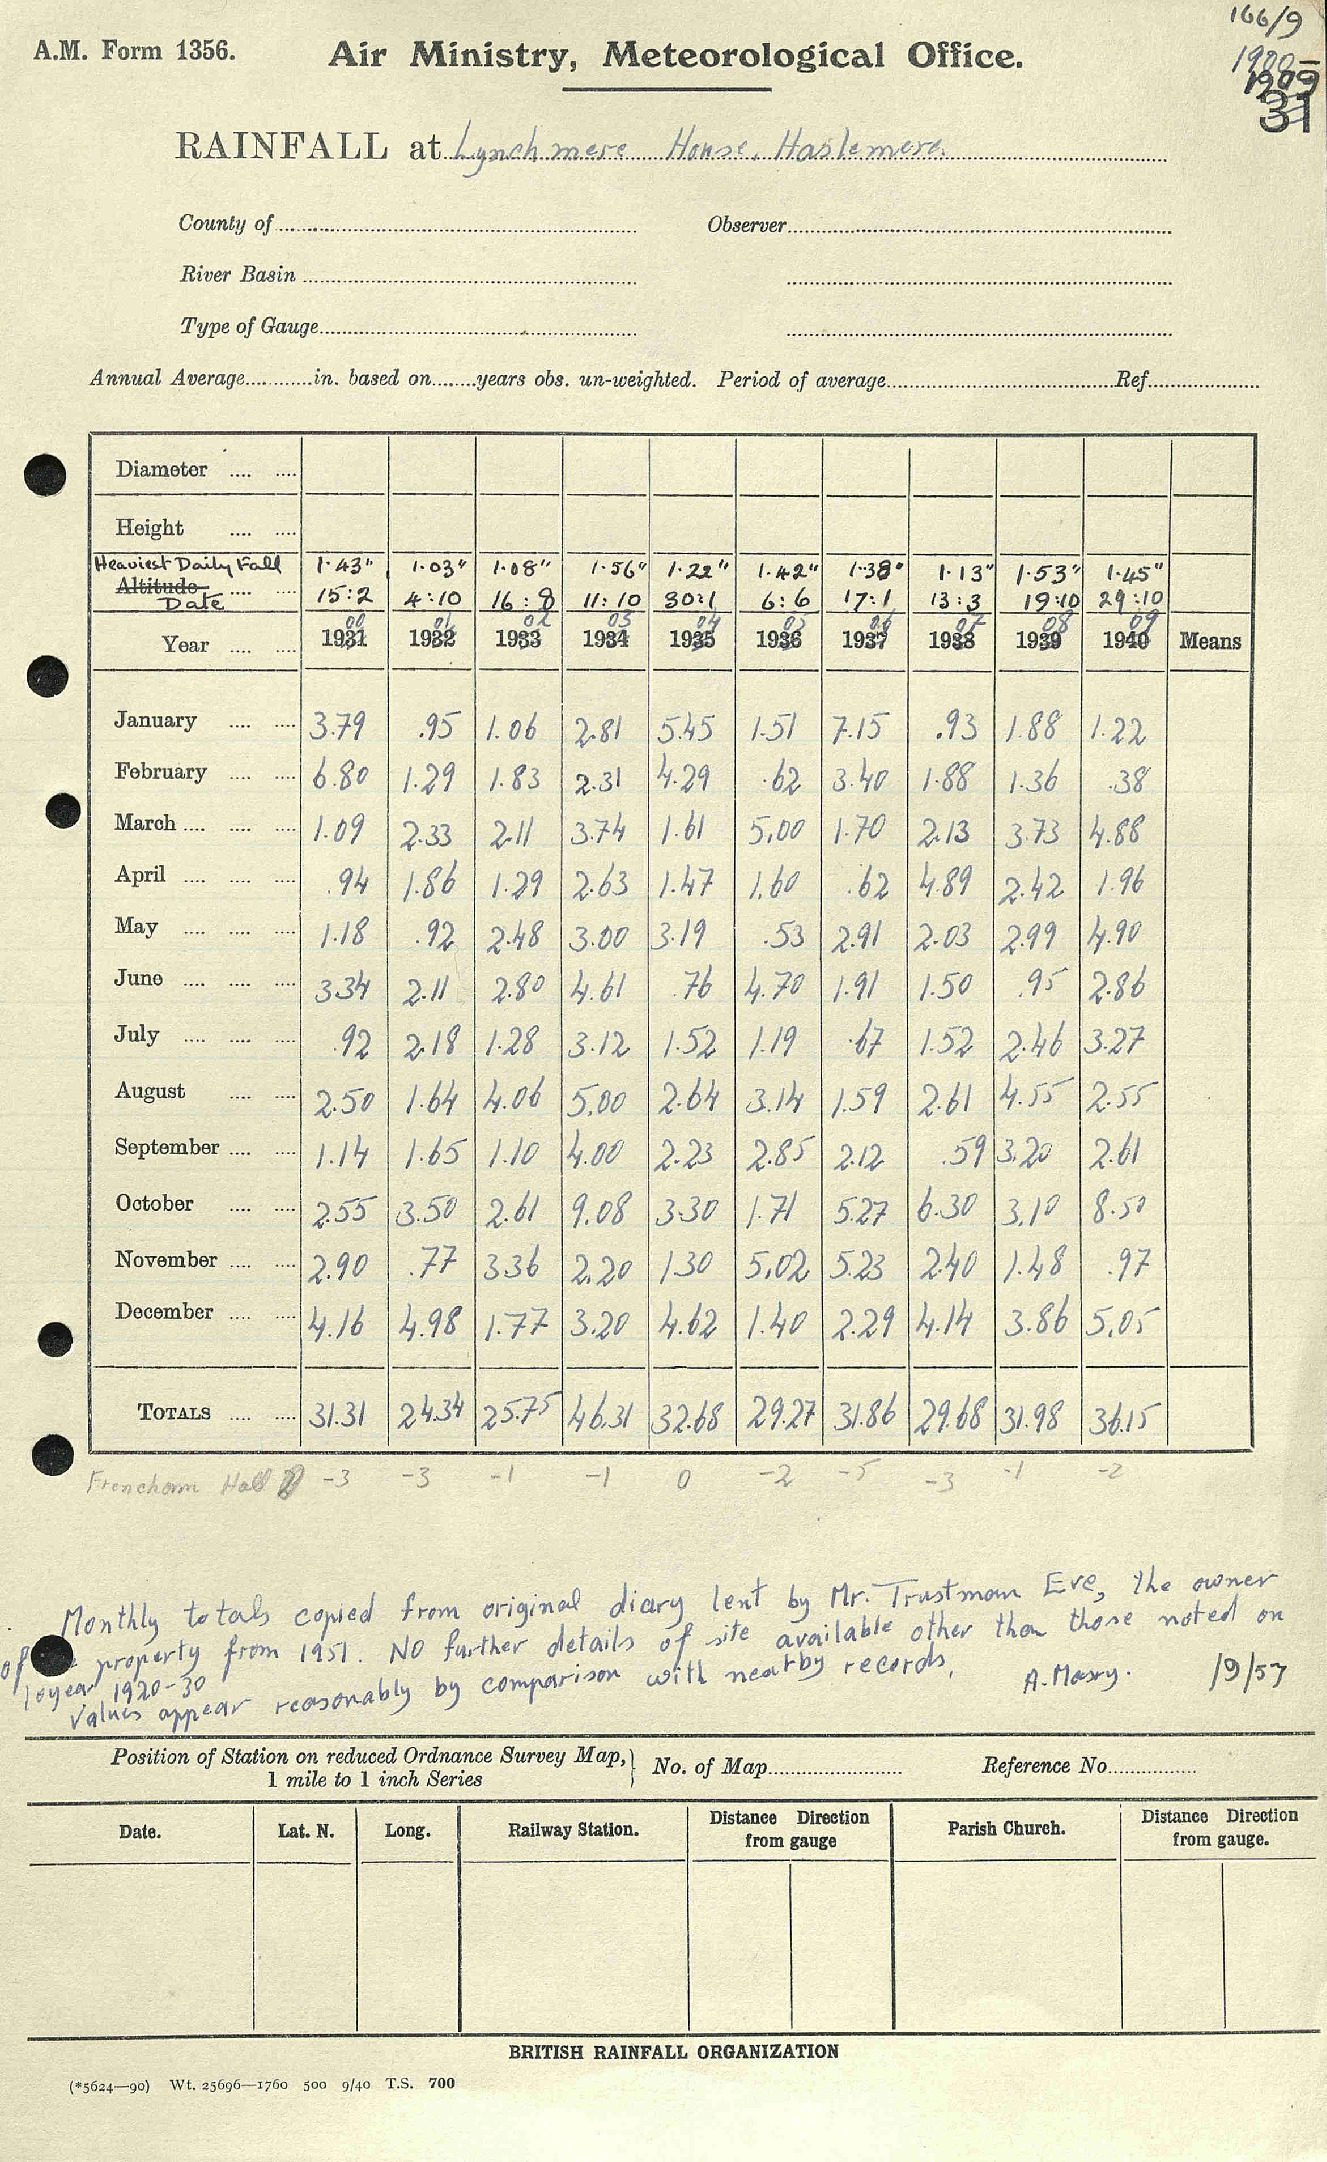 166/9
A.M. Form 1356. Air Ministry, Meteorological Office.
1900-
1909
31
RAINFALL at Lynchmere House, Haslemere
County of Observer
River Basin
Type of Gauge
Annual Average in. based on years obs. un-weighted. Period of average Ref.
Diameter
Height
Heaviest Daily Fall 1.43" 1.03" 1.08" 1.56" 1.22" 1.42" 1.38" 1.13" 1.53" 1.45"
Altitude
Date 15:2 4:10 16:8 11:10 30:1 6:6 17:1 13:3 19:10 29:10
00 01 02 03 04 05 06 07 08 09
Year 1931 1932 1933 1934 1935 1936 1937 1938 1939 1940 Means
January 3.79 .95 1.06 2.81 5.45 1.51 7.15 .93 1.88 1.22
February 6.80 1.29 1.83 2.31 4.29 .62 3.40 1.88 1.36 .38
March 1.09 2.33 2.11 3.74 1.61 5.00 1.70 2.13 3.73 4.88
April .94 1.86 1.29 2.63 1.47 1.60 .62 4.89 2.42 1.96
May 1.18 .92 2.48 3.00 3.19 .53 2.91 2.03 2.99 4.90
June 3.34 2.11 2.80 4.61 .76 4.70 1.91 1.50 .95 2.86
July .92 2.18 1.28 3.12 1.52 1.19 .67 1.52 2.46 3.27
August 2.50 1.64 4.06 5.00 2.64 3.14 1.59 2.61 4.55 2.55
September 1.14 1.65 1.10 4.00 2.23 2.85 2.12 .59 3.20 2.61
October 2.55 3.50 2.61 9.08 3.30 1.71 5.27 6.30 3.10 8.50
November 2.90 .77 3.36 2.20 1.30 5.02 5.23 2.40 1.48 .97
December 4.16 4.98 1.77 3.20 4.62 1.40 2.29 4.14 3.86 5.05
TOTALS 31.31 24.34 25.75 46.31 32.68 29.27 31.86 29.68 31.98 36.15
Frencham Hall -3 -3 -1 -1 0 -2 -5 -3 -1 -2
Monthly totals copied from original diary lent by Mr. Trustman Eve, the owner
of property from 1951. No further details of site available other than those noted on
10 year 1920-30
Values appear reasonably by comparison with nearby records. A. Maxy. /9/57
Position of Station on reduced Ordnance Survey Map, No. of Map Reference No.
1 mile to 1 inch Series
Date. Lat. N. Long. Railway Station. Distance Direction from gauge Parish Church. Distance Direction from gauge.
BRITISH RAINFALL ORGANIZATION
(*5624—90) Wt. 25696—1760 500 9/40 T.S. 700